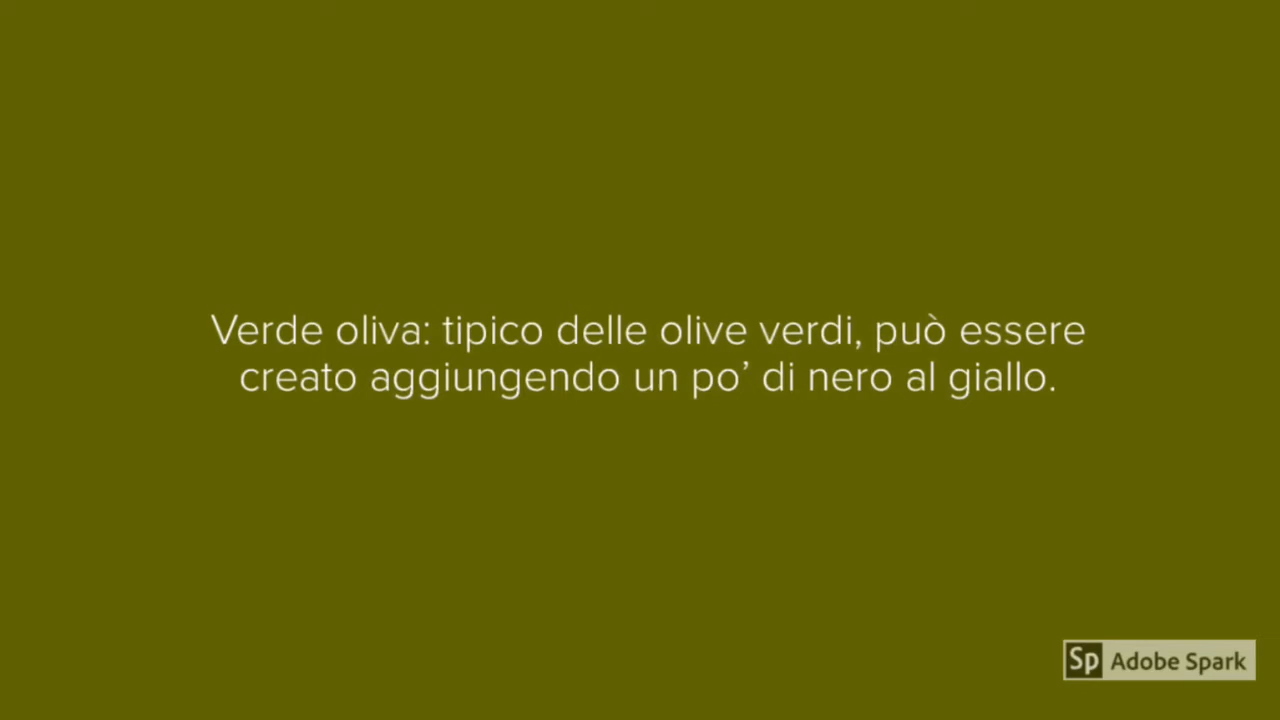 Verde oliva: tipico delle olive verdi, può essere
creato aggiungendo un po’ di nero al giallo.
Sp Adobe Spark